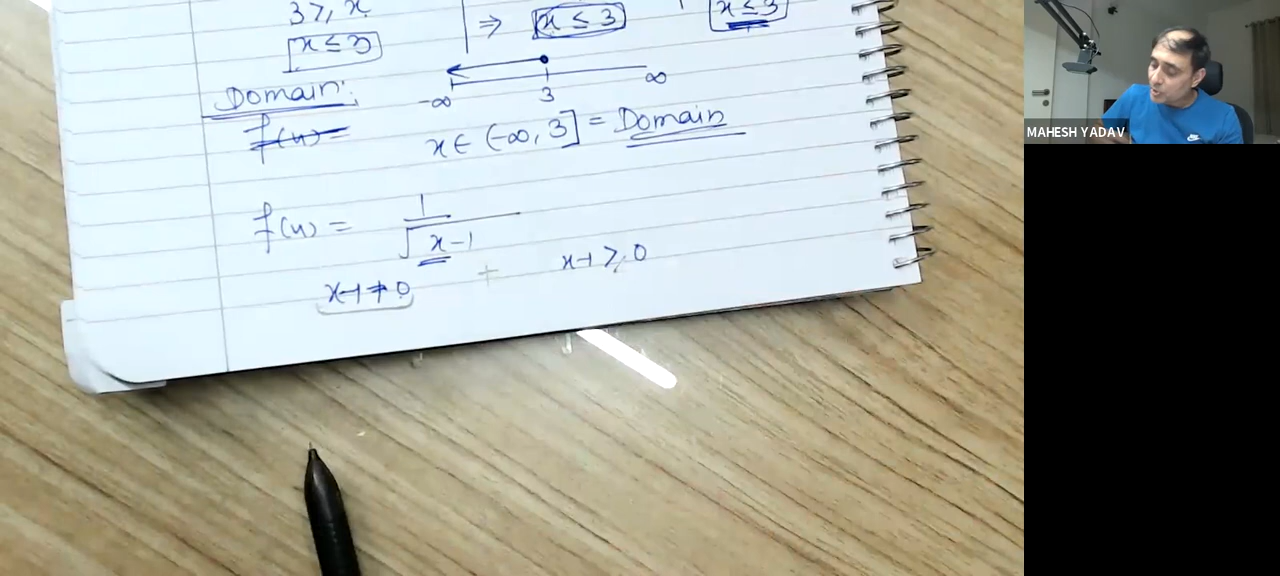 3 ≥ x
x ≤ 3
⇒ x ≤ 3
x ≤ 3
Domain:
-∞ 3 ∞
f(x) =
x ∈ (-∞, 3] = Domain
f(x) = 1/√x-1
x-1 ≥ 0
x-1 ≠ 0
MAHESH YADAV